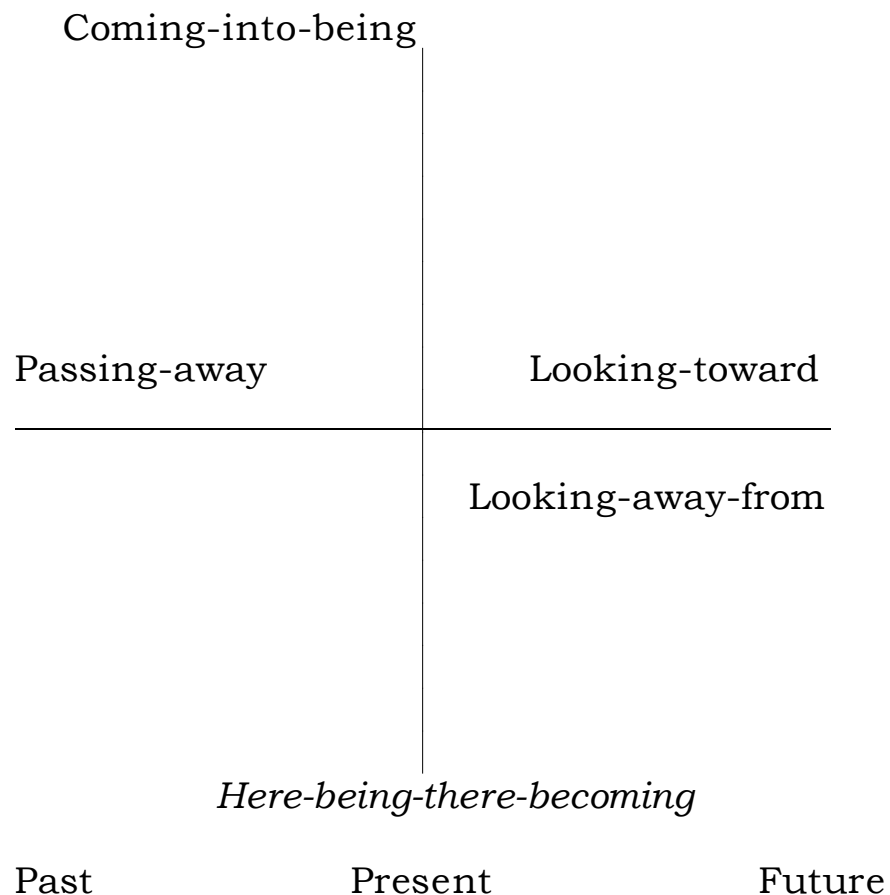 Coming-into-being
Passing-away Looking-toward
Looking-away-from
Here-being-there-becoming
Past Present Future